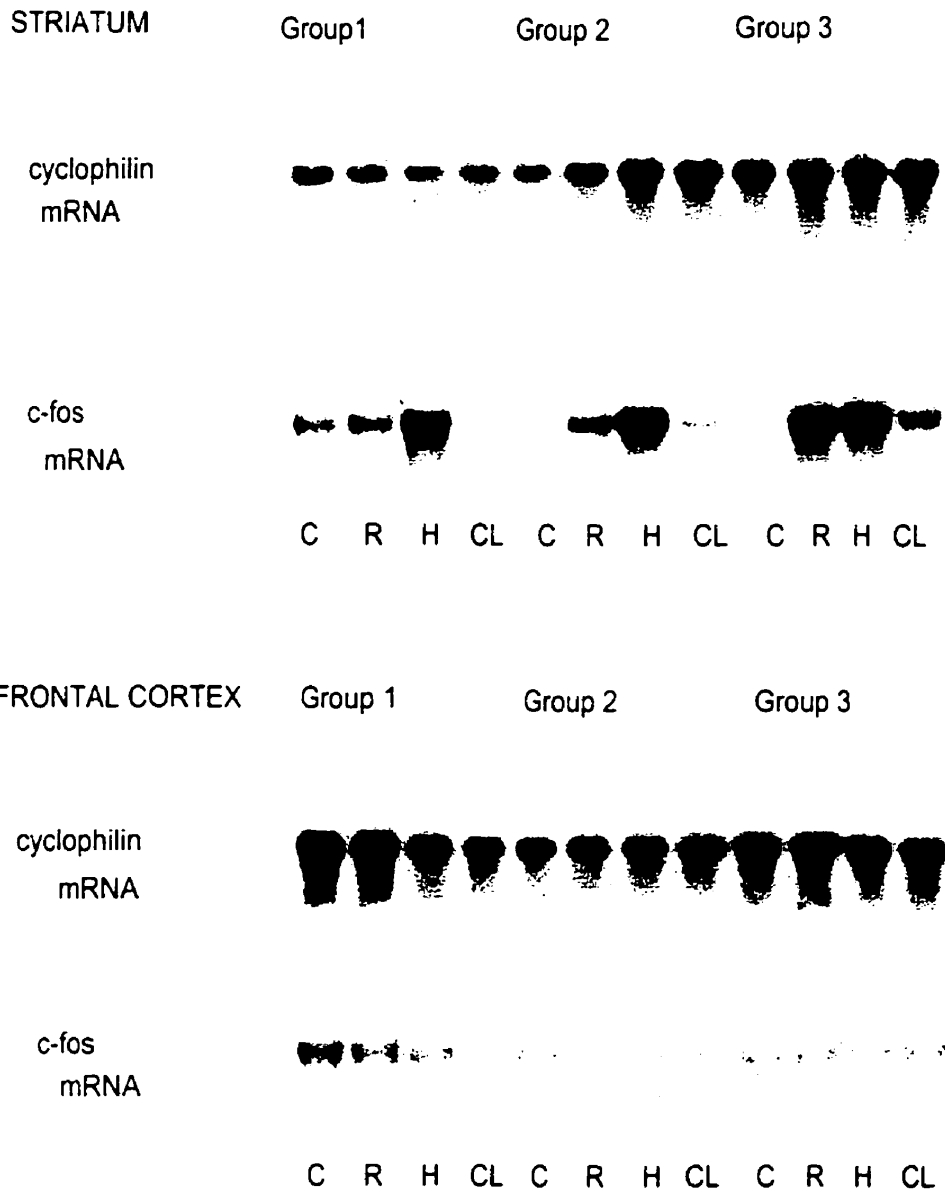 STRIATUM Group1 Group 2 Group 3
cyclophilin
mRNA
c-fos
mRNA
C R H CL C R H CL C R H CL
FRONTAL CORTEX Group 1 Group 2 Group 3
cyclophilin
mRNA
c-fos
mRNA
C R H CL C R H CL C R H CL